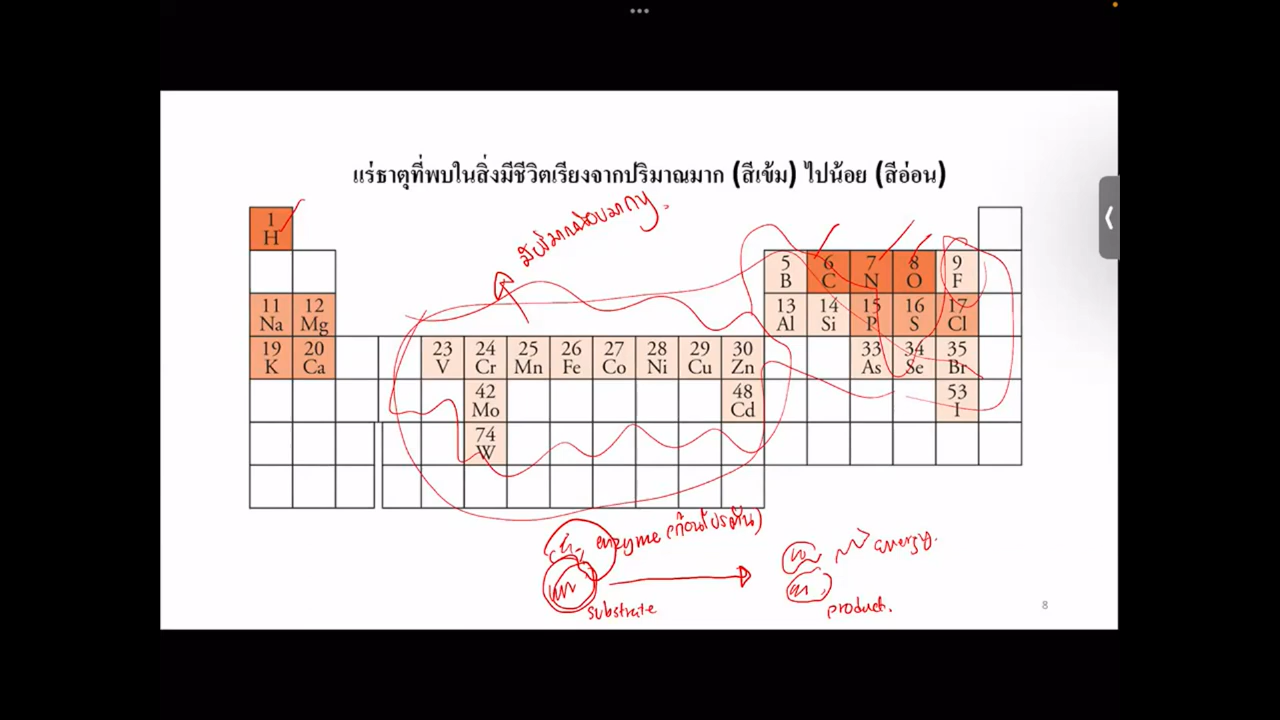 แร่ธาตุที่พบในสิ่งมีชีวิตเรียงจากปริมาณมาก (สีเข้ม) ไปน้อย (สีอ่อน)
1
H
5 6 7 8 9
B C N O F
11 12 13 14 15 16 17
Na Mg Al Si P S Cl
19 20 23 24 25 26 27 28 29 30 33 34 35
K Ca V Cr Mn Fe Co Ni Cu Zn As Se Br
42 48 53
Mo Cd I
74
W
enzyme
energy.
substrate
product.
8